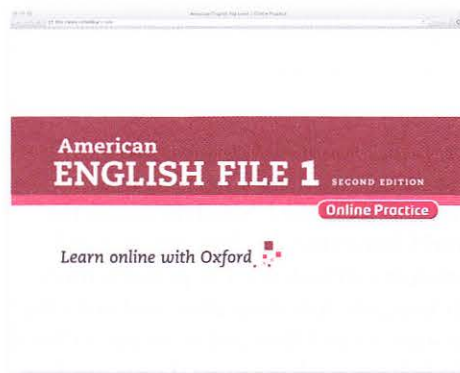 American
ENGLISH FILE 1 SECOND EDITION
Online Practice
Learn online with Oxford